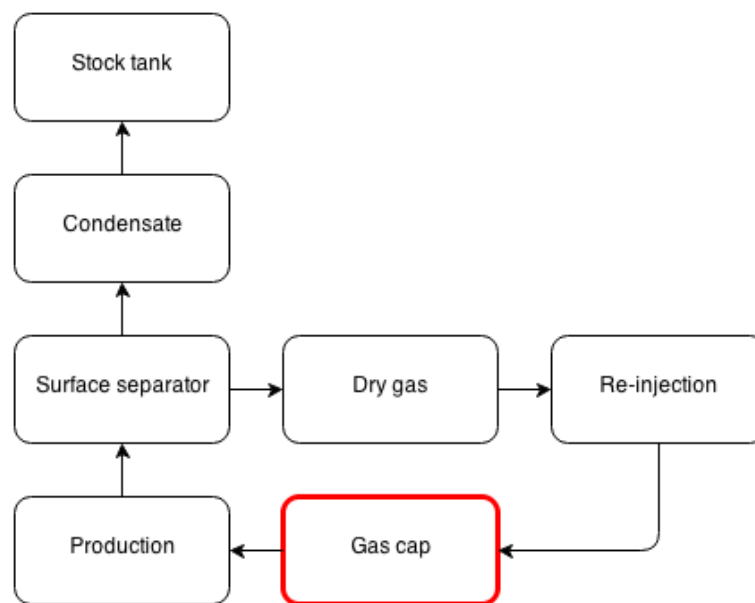 Stock tank
Condensate
Surface separator
Dry gas
Re-injection
Production
Gas cap